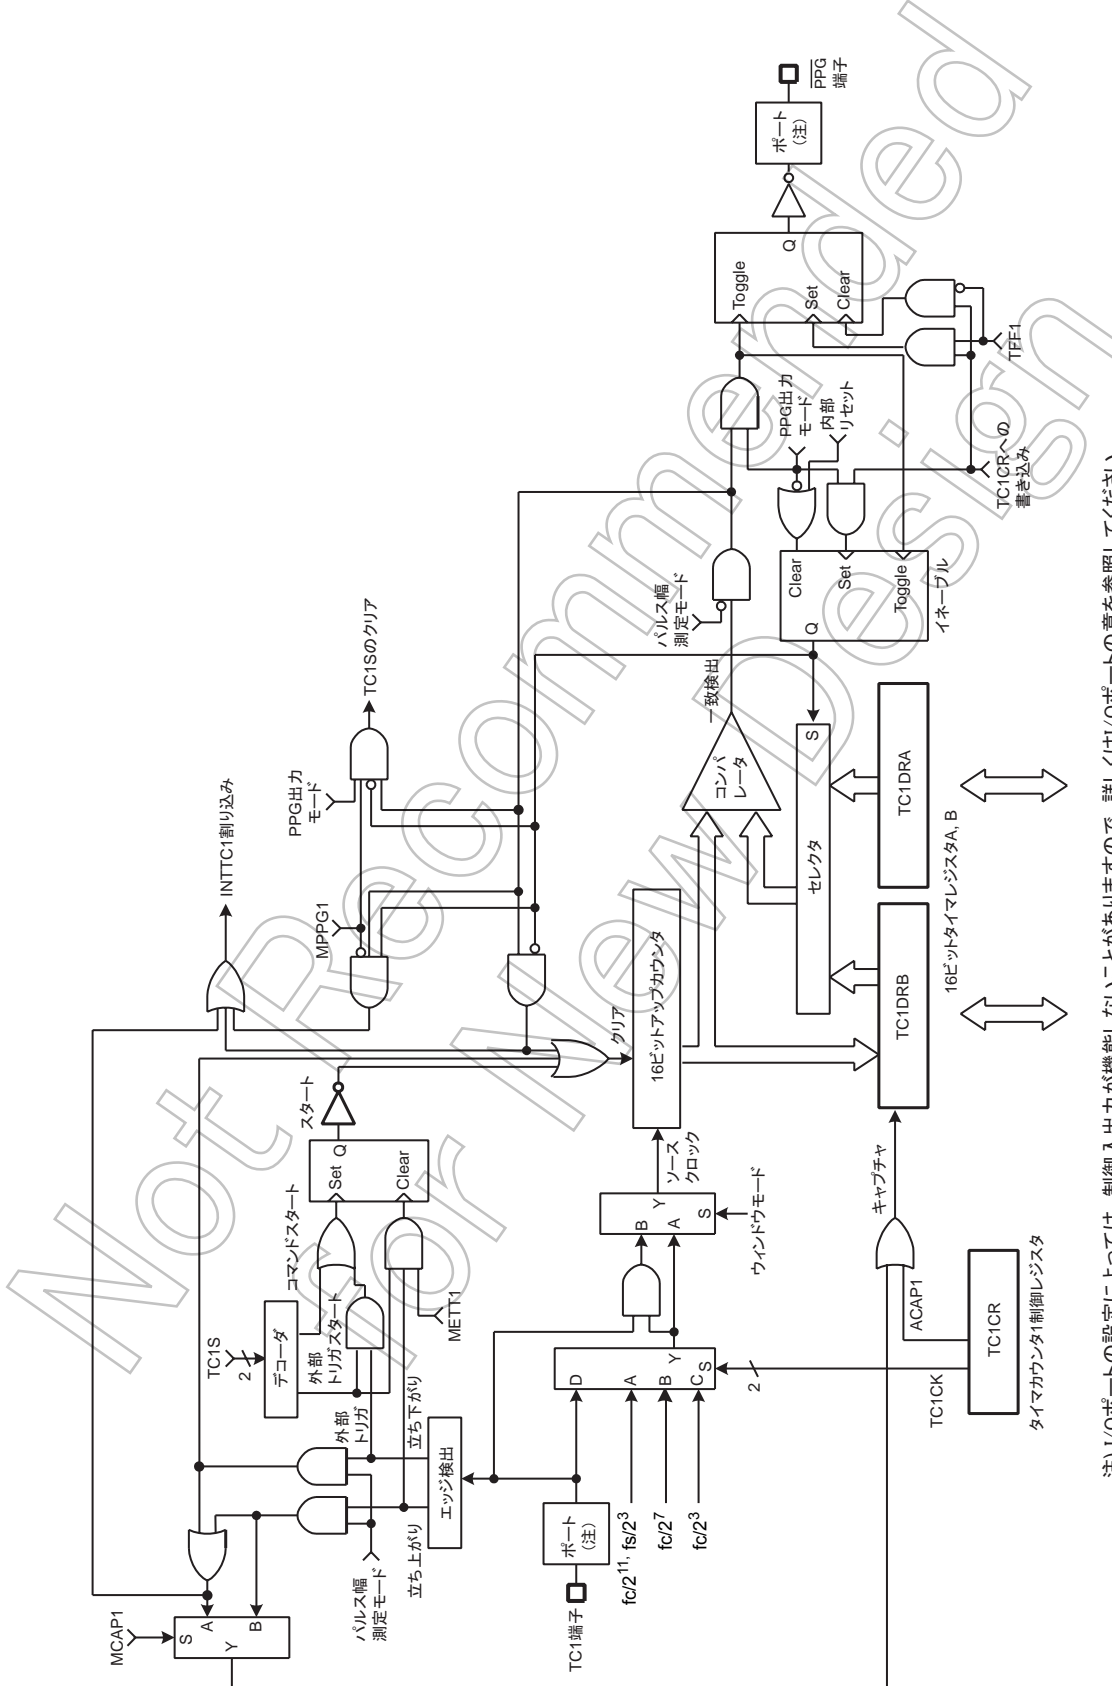 MCAP1
S
A
B
Y
パルス幅
測定モード
TC1S
2
デコーダ
外部
トリガ
外部
トリガスタート
コマンドスタート
立ち下がり
立ち上がり
エッジ検出
METT1
Set
Q
Clear
スタート
INTTC1割り込み
MPPG1
PPG出力
モード
TC1Sのクリア
TC1端子
ポート
(注)
fc/2¹¹, fs/2³
fc/2⁷
fc/2³
D
A
B
C
Y
S
2
TC1CK
B
A
Y
S
ウィンドウモード
ソース
クロック
クリア
16ビットアップカウンタ
コンパ
レータ
一致検出
パルス幅
測定モード
セレクタ
S
TC1CR
タイマカウンタ1制御レジスタ
ACAP1
キャプチャ
TC1DRB
TC1DRA
16ビットタイマレジスタA, B
Q
Clear
Set
Toggle
イネーブル
PPG出力
モード
内部
リセット
TC1CRへの
書き込み
TFF1
Toggle
Set
Clear
Q
ポート
(注)
PPG
端子
注) I/Oポートの設定によっては、制御入出力が機能しないことがありますので、詳しくはI/Oポートの章を参照してください。
Not Recommended
for New Design